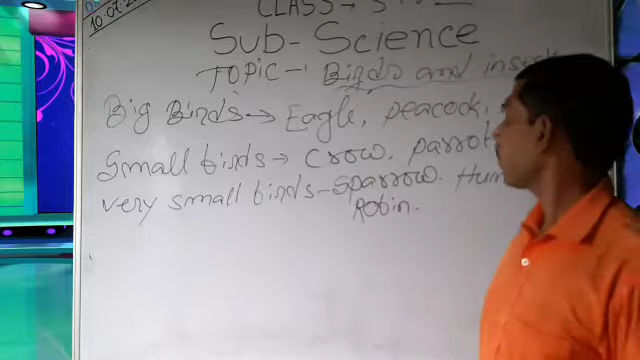 CLASS - 
Sub- Science
TOPIC - Birds and
Big Birds → Eagle, peacock,
Small birds → Crow, parrot
very small birds - Sparrow. Hum
Robin.